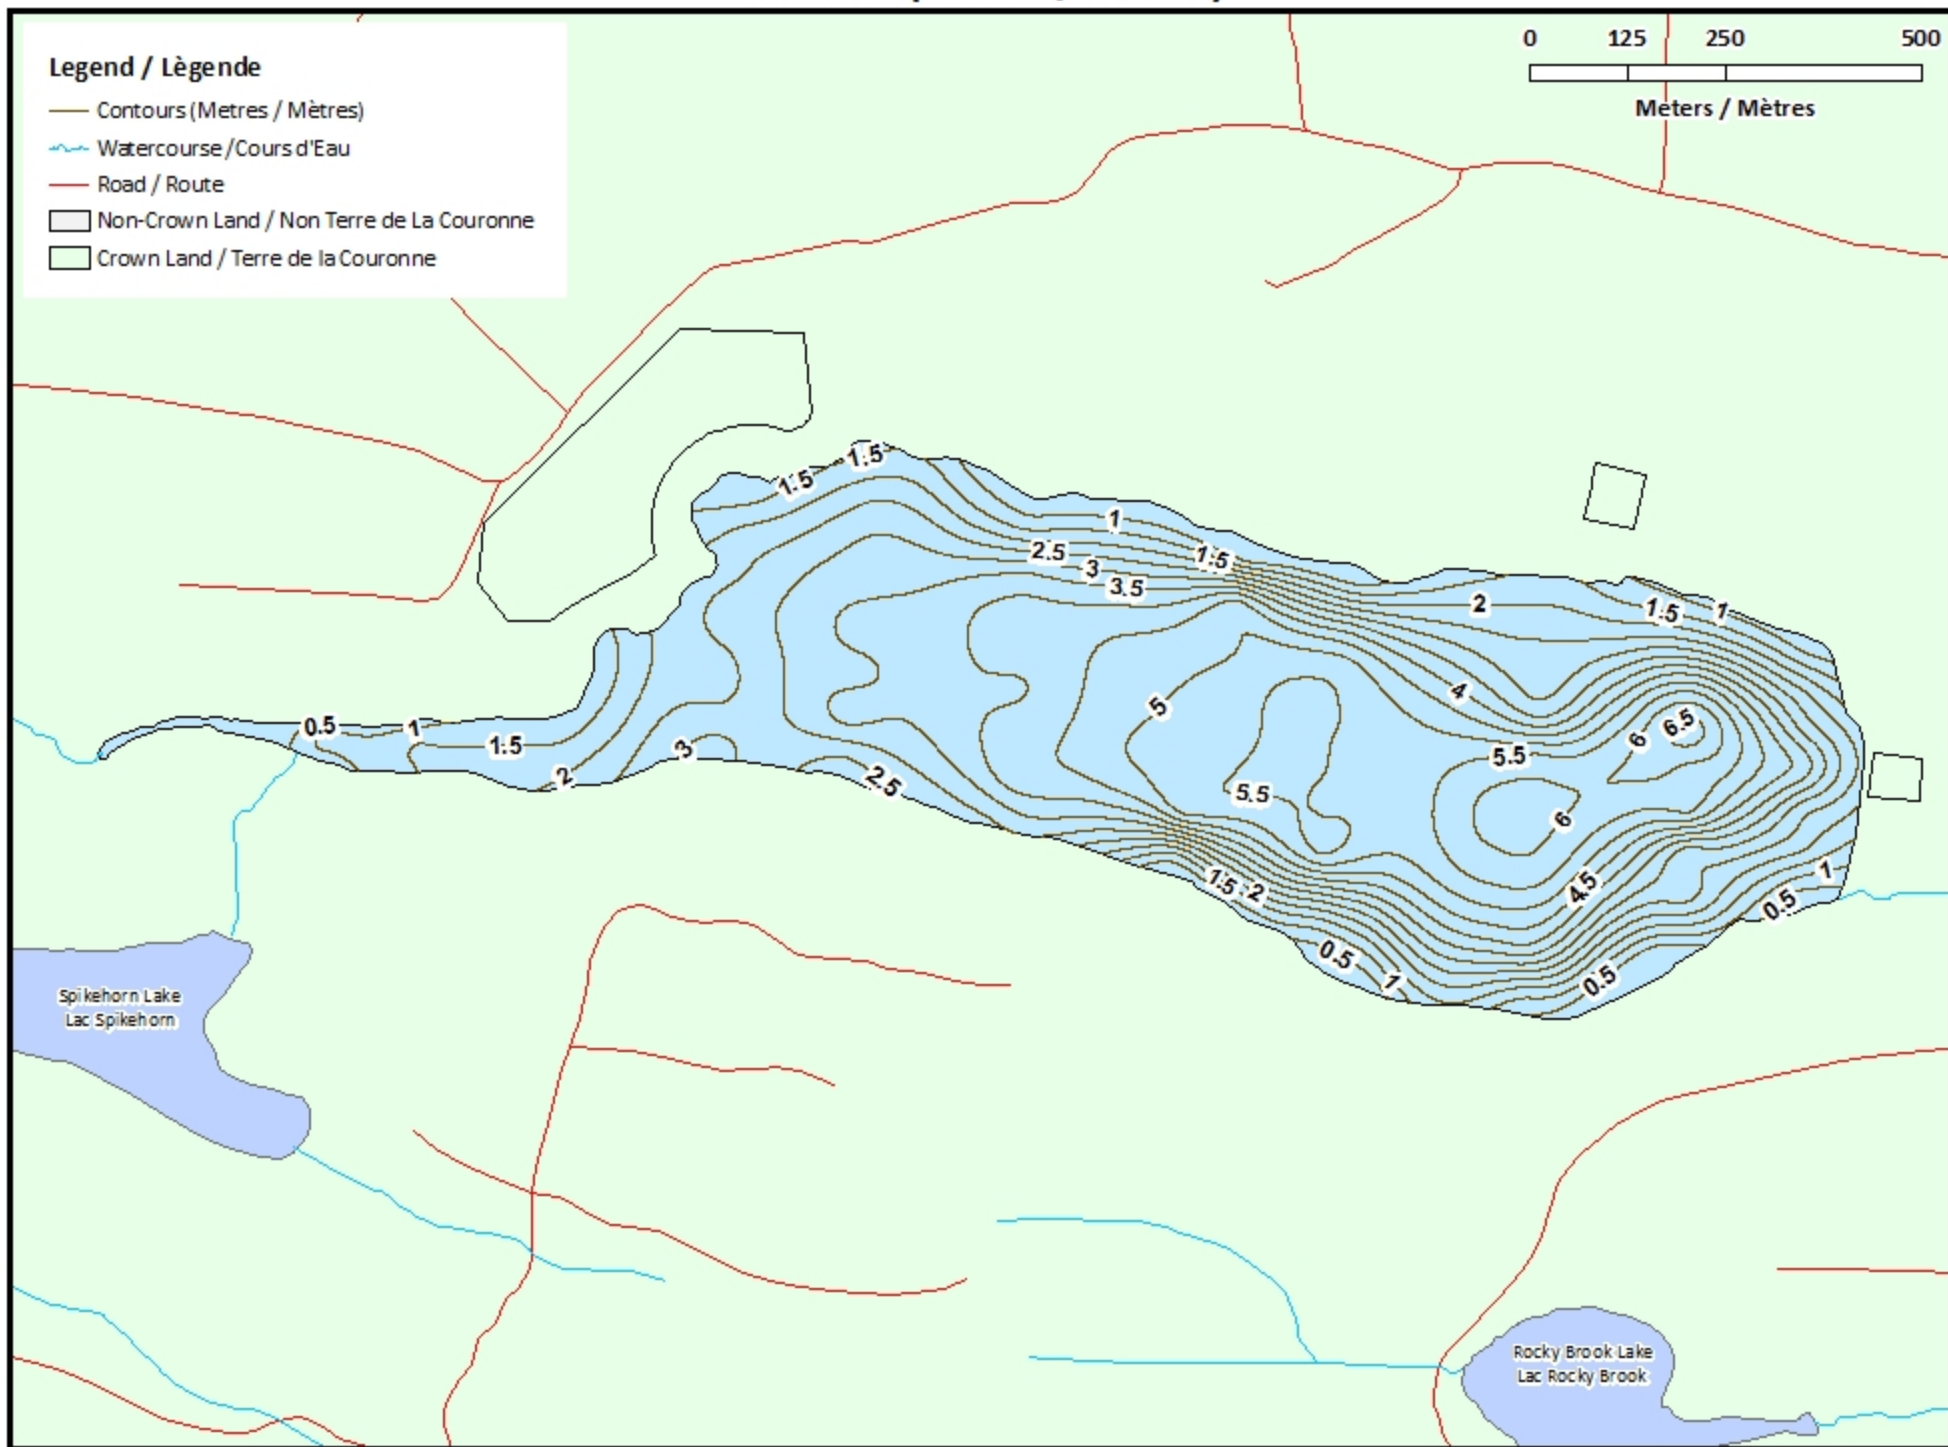 Legend / Lègende
Contours (Metres / Mètres)
Watercourse / Cours d'Eau
Road / Route
Non-Crown Land / Non Terre de La Couronne
Crown Land / Terre de la Couronne
0 125 250 500
Meters / Mètres
1.5
1.5
1
2.5
1.5
3
3.5
2
1.5
1
4
5
6.5
6
5.5
0.5
1
1.5
3
2
2.5
5.5
6
4.5
1.5
2
1
0.5
0.5
1
0.5
Spikehorn Lake
Lac Spikehorn
Rocky Brook Lake
Lac Rocky Brook